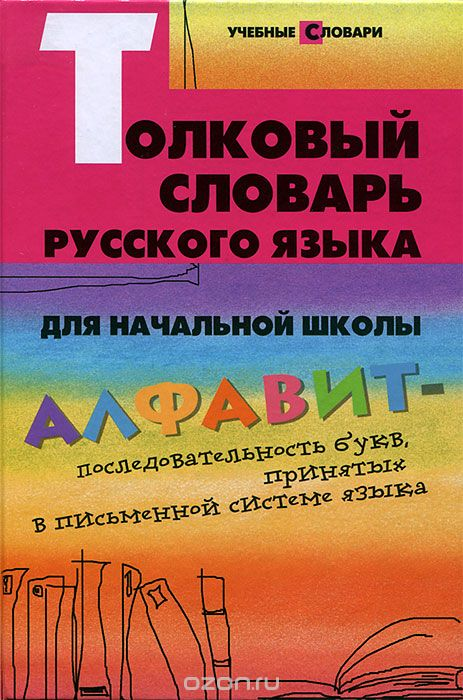 УЧЕБНЫЕ СЛОВАРИ
ТОЛКОВЫЙ
СЛОВАРЬ
РУССКОГО ЯЗЫКА
ДЛЯ НАЧАЛЬНОЙ ШКОЛЫ
АЛФАВИТ-
последовательность букв,
принятых
в письменной системе языка
ozon.ru